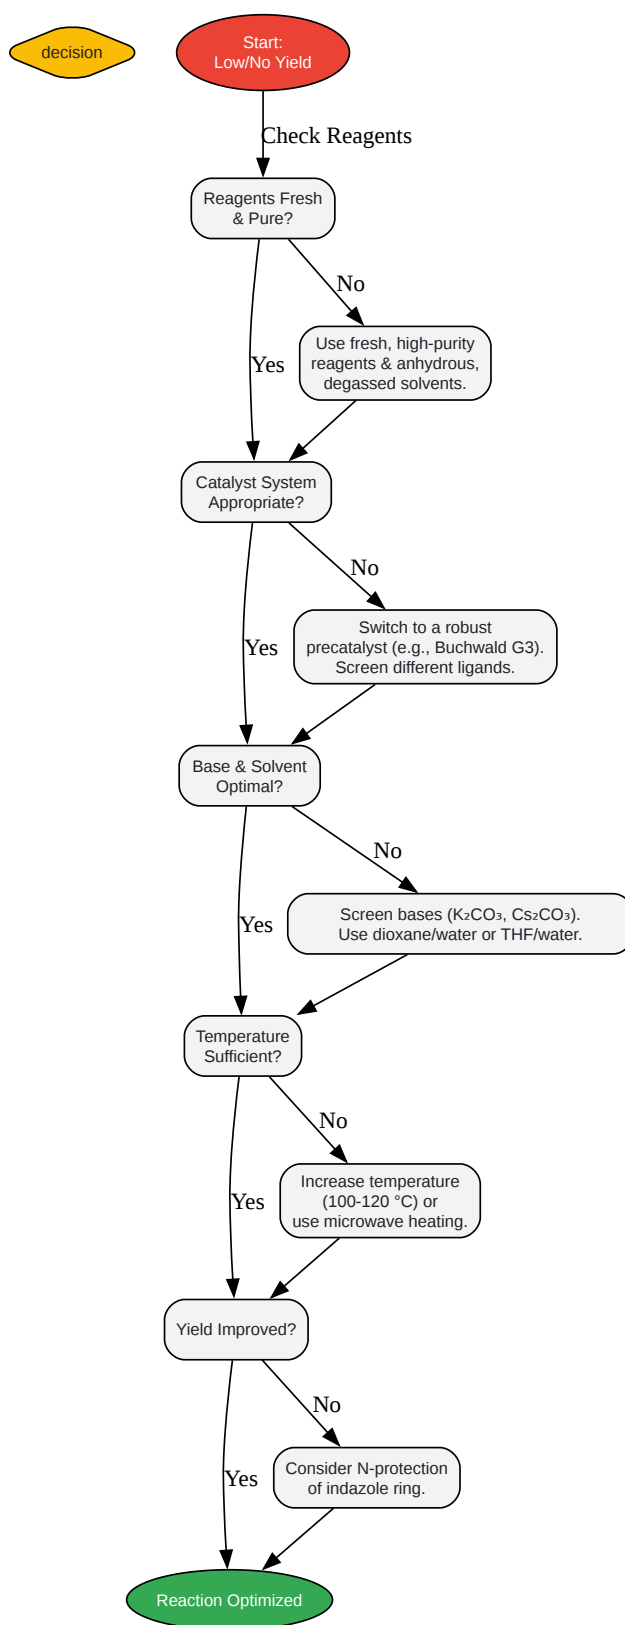 decision
Start:
Low/No Yield
Check Reagents
Reagents Fresh
& Pure?
No
Use fresh, high-purity
reagents & anhydrous,
degassed solvents.
Yes
Catalyst System
Appropriate?
No
Switch to a robust
precatalyst (e.g., Buchwald G3).
Screen different ligands.
Yes
Base & Solvent
Optimal?
No
Screen bases (K₂CO₃, Cs₂CO₃).
Use dioxane/water or THF/water.
Yes
Temperature
Sufficient?
No
Increase temperature
(100-120 °C) or
use microwave heating.
Yes
Yield Improved?
No
Consider N-protection
of indazole ring.
Yes
Reaction Optimized